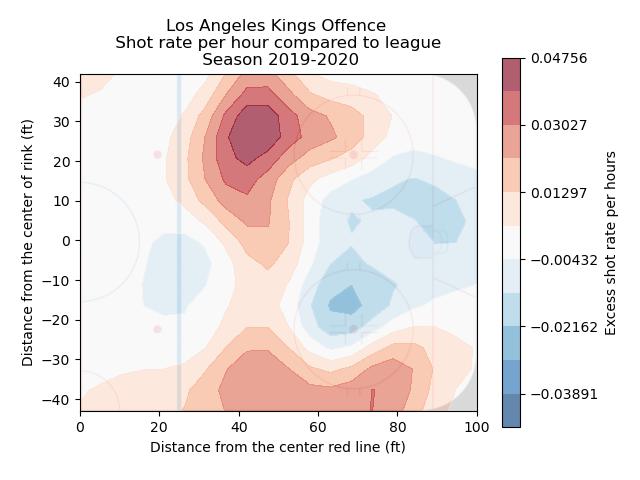 Los Angeles Kings Offence
Shot rate per hour compared to league
Season 2019-2020
Distance from the center of rink (ft)
40
30
20
10
0
−10
−20
−30
−40
0 20 40 60 80 100
Distance from the center red line (ft)
0.04756
0.03027
0.01297
−0.00432
−0.02162
−0.03891
Excess shot rate per hours